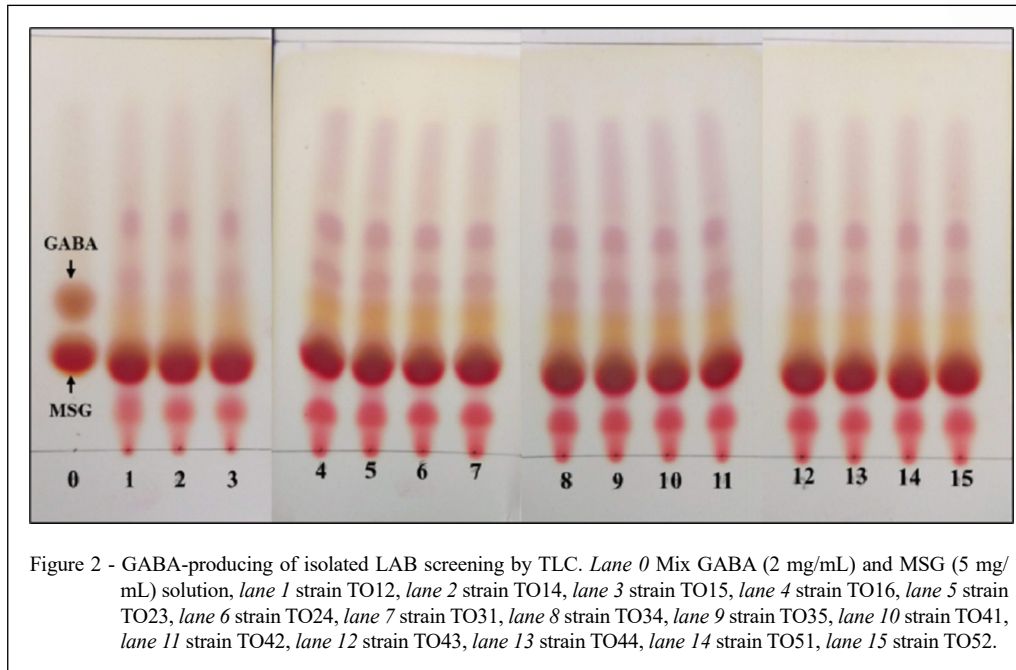 GABA
MSG
0 1 2 3 4 5 6 7 8 9 10 11 12 13 14 15
Figure 2 - GABA-producing of isolated LAB screening by TLC. Lane 0 Mix GABA (2 mg/mL) and MSG (5 mg/
mL) solution, lane 1 strain TO12, lane 2 strain TO14, lane 3 strain TO15, lane 4 strain TO16, lane 5 strain
TO23, lane 6 strain TO24, lane 7 strain TO31, lane 8 strain TO34, lane 9 strain TO35, lane 10 strain TO41,
lane 11 strain TO42, lane 12 strain TO43, lane 13 strain TO44, lane 14 strain TO51, lane 15 strain TO52.